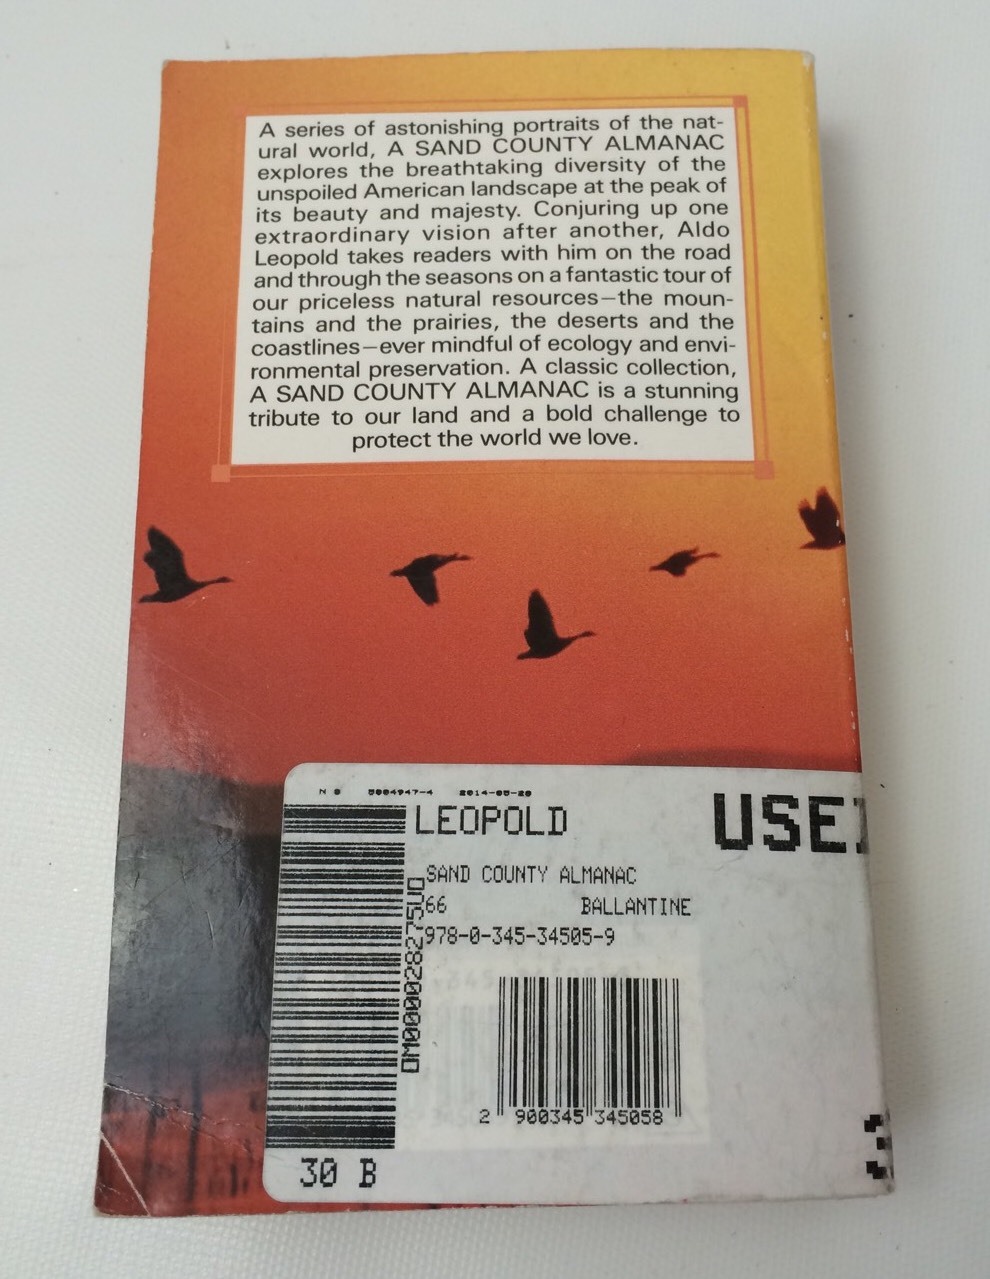 A series of astonishing portraits of the nat-
ural world, A SAND COUNTY ALMANAC
explores the breathtaking diversity of the
unspoiled American landscape at the peak of
its beauty and majesty. Conjuring up one
extraordinary vision after another, Aldo
Leopold takes readers with him on the road
and through the seasons on a fantastic tour of
our priceless natural resources—the moun-
tains and the prairies, the deserts and the
coastlines—ever mindful of ecology and envi-
ronmental preservation. A classic collection,
A SAND COUNTY ALMANAC is a stunning
tribute to our land and a bold challenge to
protect the world we love.
LEOPOLD
USE
SAND COUNTY ALMANAC
66 BALLANTINE
978-0-345-34505-9
OM000028275U0
2 900345 345058
30 B